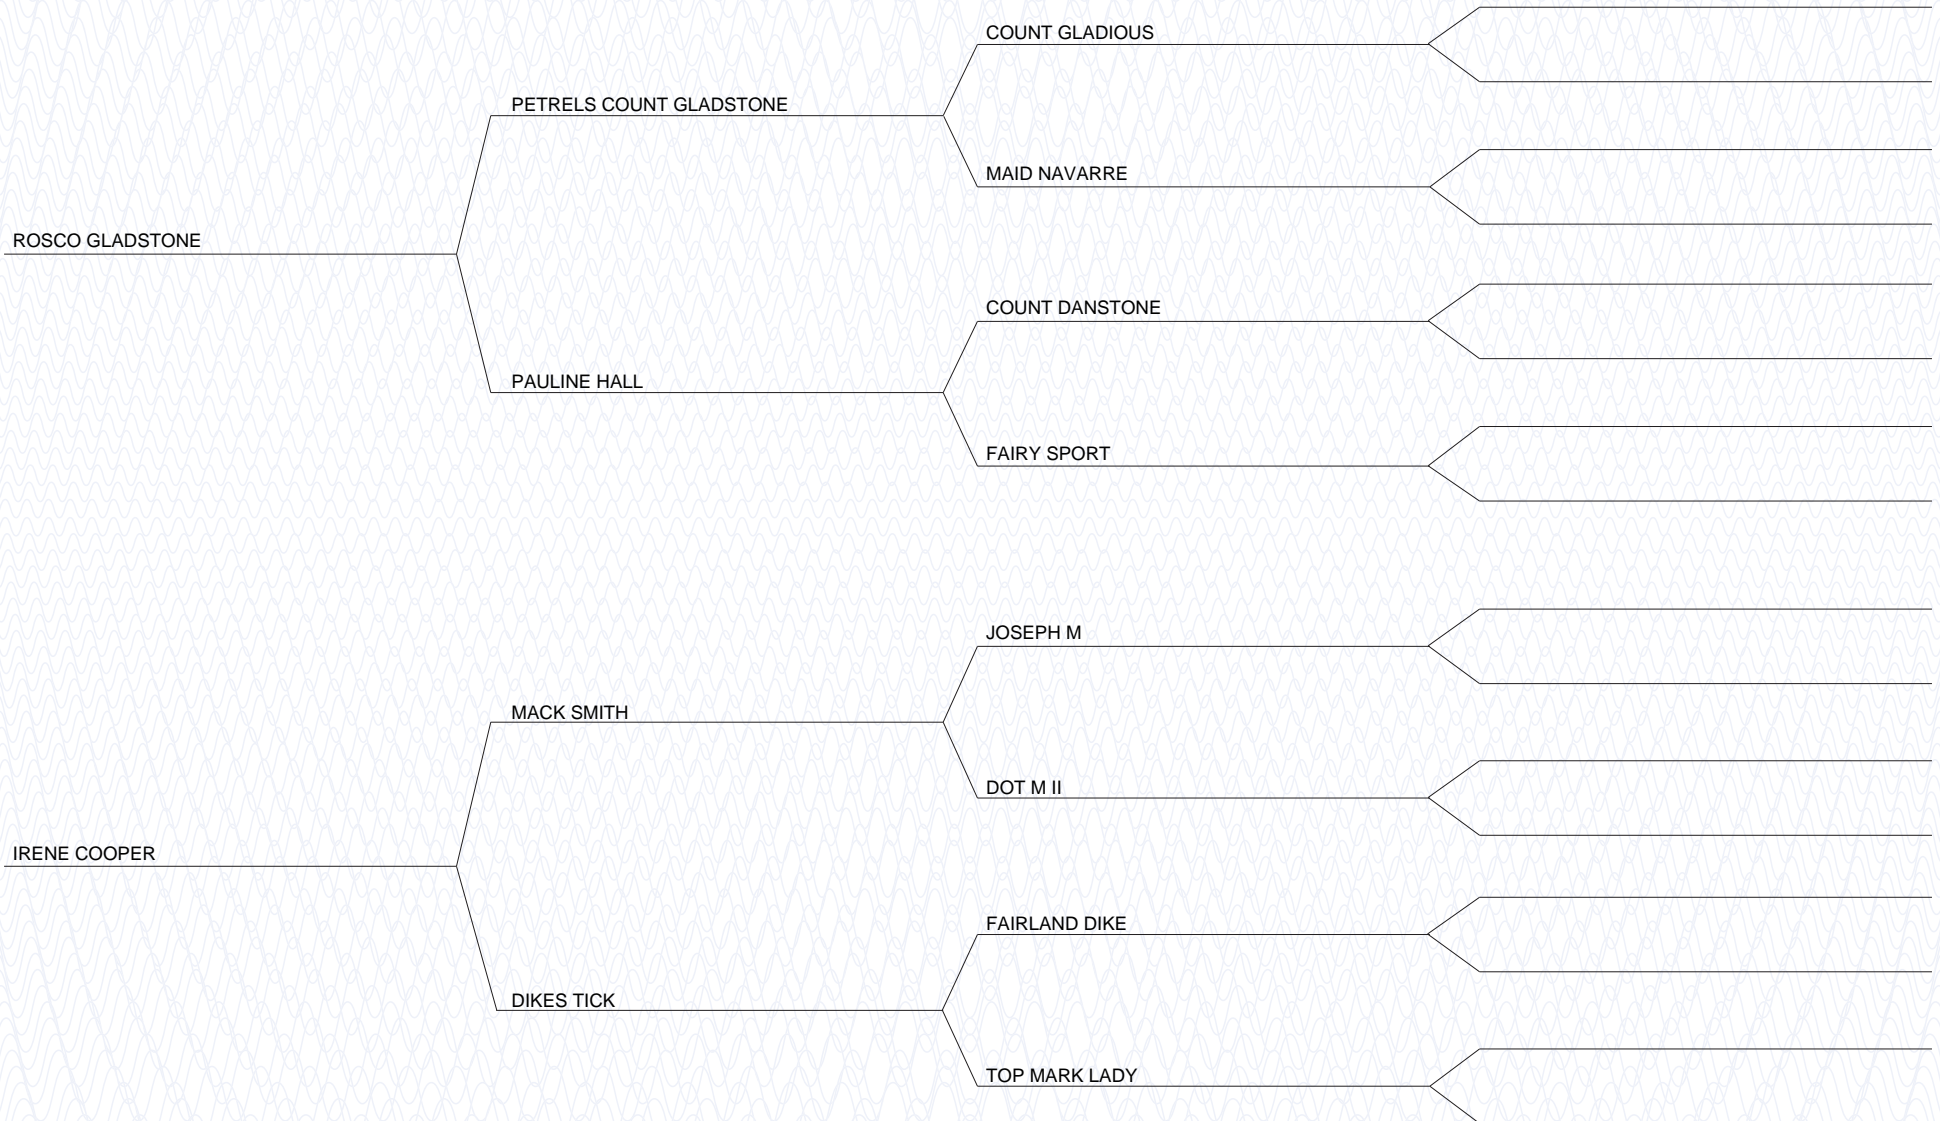 COUNT GLADIOUS
PETRELS COUNT GLADSTONE
MAID NAVARRE
ROSCO GLADSTONE
COUNT DANSTONE
PAULINE HALL
FAIRY SPORT
JOSEPH M
MACK SMITH
DOT M II
IRENE COOPER
FAIRLAND DIKE
DIKES TICK
TOP MARK LADY